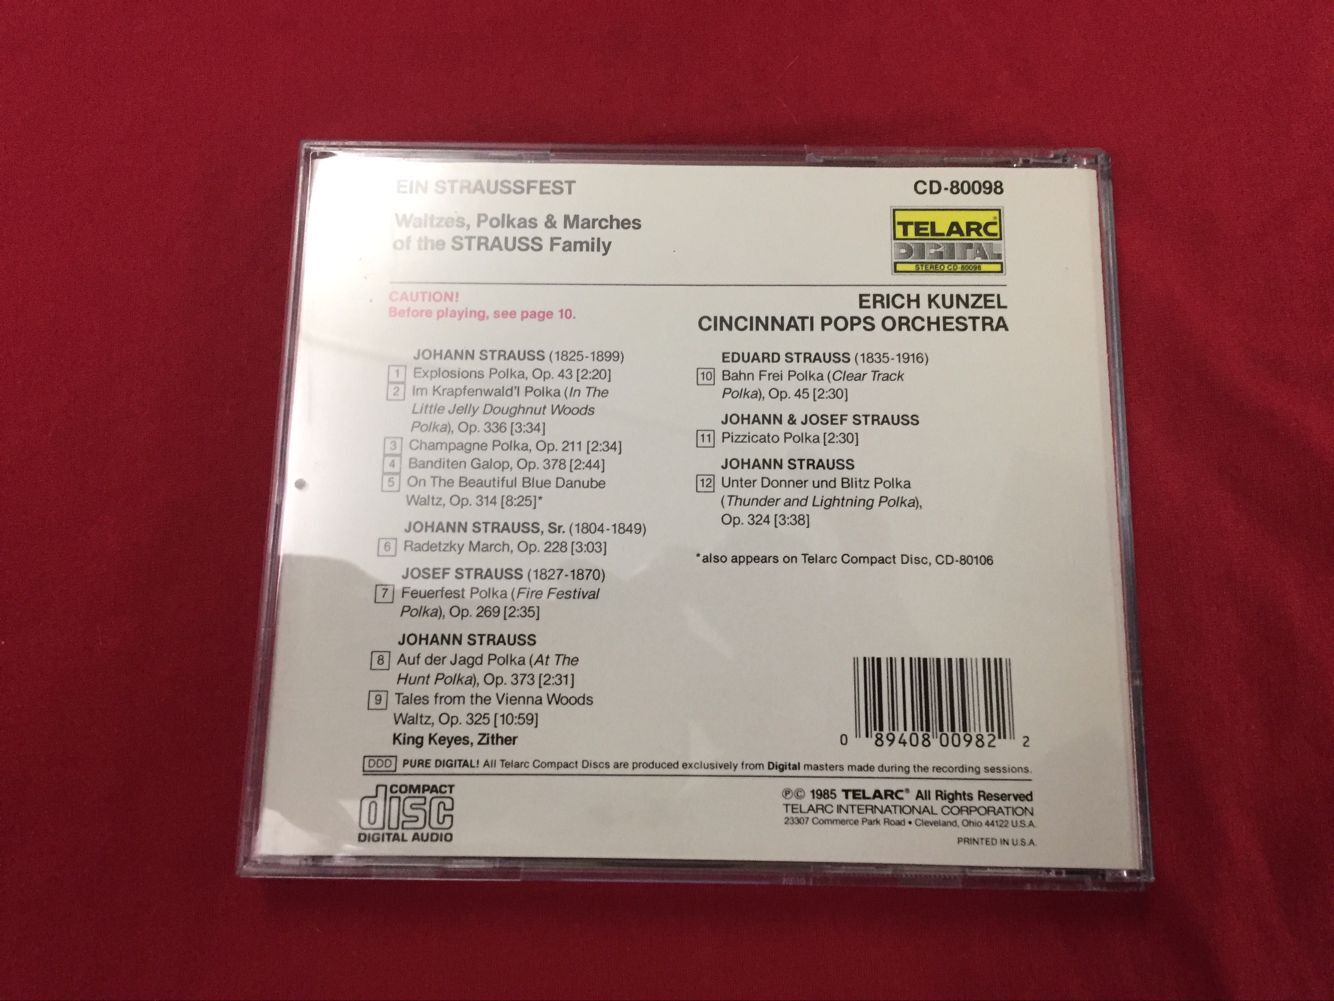 EIN STRAUSSFEST
Waltzes, Polkas & Marches
of the STRAUSS Family
CD-80098
TELARC®
DIGITAL
STEREO CD-80098
CAUTION!
Before playing, see page 10.
ERICH KUNZEL
CINCINNATI POPS ORCHESTRA
JOHANN STRAUSS (1825-1899)
1 Explosions Polka, Op. 43 [2:20]
2 Im Krapfenwald'l Polka (In The
Little Jelly Doughnut Woods
Polka), Op. 336 [3:34]
3 Champagne Polka, Op. 211 [2:34]
4 Banditen Galop, Op. 378 [2:44]
5 On The Beautiful Blue Danube
Waltz, Op. 314 [8:25]*
JOHANN STRAUSS, Sr. (1804-1849)
6 Radetzky March, Op. 228 [3:03]
JOSEF STRAUSS (1827-1870)
7 Feuerfest Polka (Fire Festival
Polka), Op. 269 [2:35]
JOHANN STRAUSS
8 Auf der Jagd Polka (At The
Hunt Polka), Op. 373 [2:31]
9 Tales from the Vienna Woods
Waltz, Op. 325 [10:59]
King Keyes, Zither
EDUARD STRAUSS (1835-1916)
10 Bahn Frei Polka (Clear Track
Polka), Op. 45 [2:30]
JOHANN & JOSEF STRAUSS
11 Pizzicato Polka [2:30]
JOHANN STRAUSS
12 Unter Donner und Blitz Polka
(Thunder and Lightning Polka),
Op. 324 [3:38]
*also appears on Telarc Compact Disc, CD-80106
0 89408 00982 2
DDD PURE DIGITAL! All Telarc Compact Discs are produced exclusively from Digital masters made during the recording sessions.
COMPACT
disc
DIGITAL AUDIO
℗© 1985 TELARC® All Rights Reserved
TELARC INTERNATIONAL CORPORATION
23307 Commerce Park Road • Cleveland, Ohio 44122 U.S.A.
PRINTED IN U.S.A.